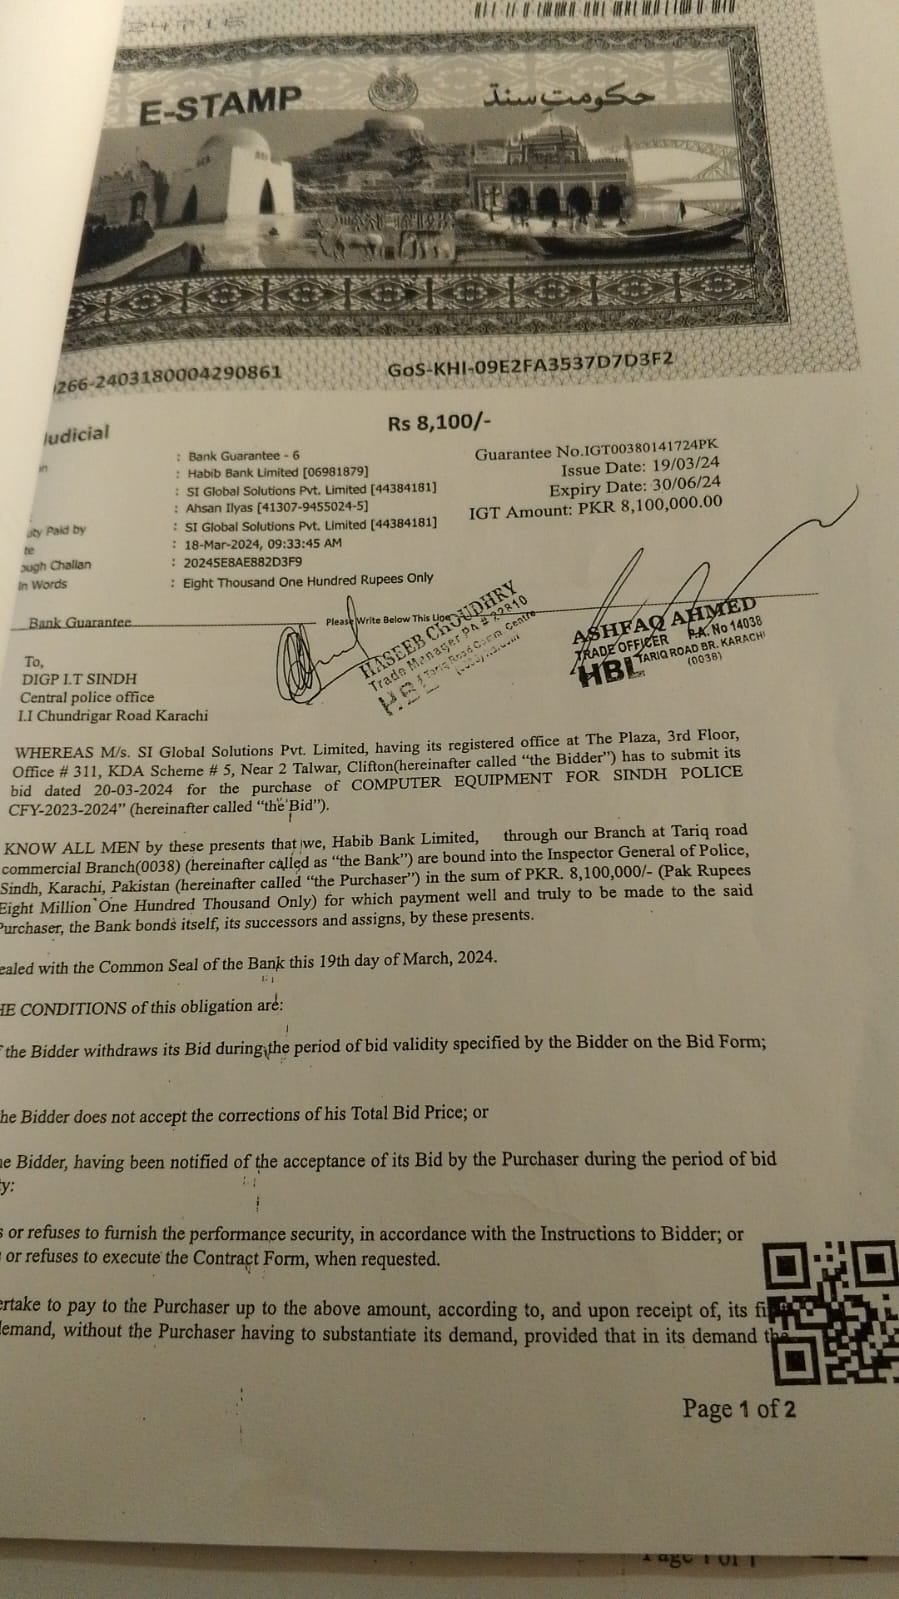 E-STAMP
حکومتِ سندھ
266-2403180004290861
GoS-KHI-09E2FA3537D7D3F2
Judicial
Rs 8,100/-
: Bank Guarantee - 6
: Habib Bank Limited [06981879]
: SI Global Solutions Pvt. Limited [44384181]
: Ahsan Ilyas [41307-9455024-5]
uty Paid by : SI Global Solutions Pvt. Limited [44384181]
te : 18-Mar-2024, 09:33:45 AM
ough Challan : 20245E8AE882D3F9
In Words : Eight Thousand One Hundred Rupees Only
Guarantee No.IGT00380141724PK
Issue Date: 19/03/24
Expiry Date: 30/06/24
IGT Amount: PKR 8,100,000.00
Bank Guarantee
Please Write Below This Line
HASEEB CHOUDHRY
Trade Manager PA # 22810
Tariq Road Comm. Centre
ASHFAQ AHMED
TRADE OFFICER P.A. No 14038
HBL TARIQ ROAD BR. KARACHI
(0038)
To,
DIGP I.T SINDH
Central police office
I.I Chundrigar Road Karachi
WHEREAS M/s. SI Global Solutions Pvt. Limited, having its registered office at The Plaza, 3rd Floor,
Office # 311, KDA Scheme # 5, Near 2 Talwar, Clifton(hereinafter called “the Bidder”) has to submit its
bid dated 20-03-2024 for the purchase of COMPUTER EQUIPMENT FOR SINDH POLICE
CFY-2023-2024” (hereinafter called “the Bid”).
KNOW ALL MEN by these presents that we, Habib Bank Limited, through our Branch at Tariq road
commercial Branch(0038) (hereinafter called as “the Bank”) are bound into the Inspector General of Police,
Sindh, Karachi, Pakistan (hereinafter called “the Purchaser”) in the sum of PKR. 8,100,000/- (Pak Rupees
Eight Million One Hundred Thousand Only) for which payment well and truly to be made to the said
Purchaser, the Bank bonds itself, its successors and assigns, by these presents.
ealed with the Common Seal of the Bank this 19th day of March, 2024.
HE CONDITIONS of this obligation are:
f the Bidder withdraws its Bid during the period of bid validity specified by the Bidder on the Bid Form;
he Bidder does not accept the corrections of his Total Bid Price; or
he Bidder, having been notified of the acceptance of its Bid by the Purchaser during the period of bid
y:
s or refuses to furnish the performance security, in accordance with the Instructions to Bidder; or
or refuses to execute the Contract Form, when requested.
ertake to pay to the Purchaser up to the above amount, according to, and upon receipt of, its fi
demand, without the Purchaser having to substantiate its demand, provided that in its demand the
Page 1 of 2
Page 1 of 1